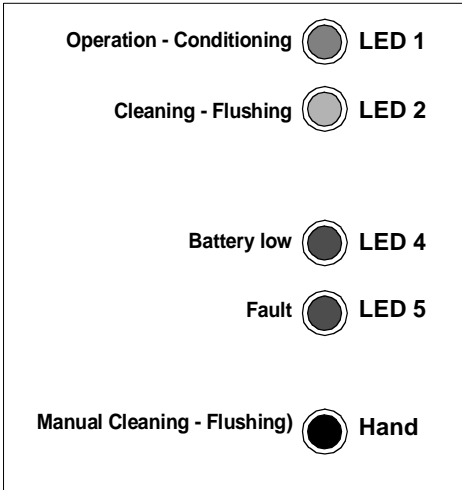 Operation - Conditioning LED 1
Cleaning - Flushing LED 2
Battery low LED 4
Fault LED 5
Manual Cleaning - Flushing) Hand